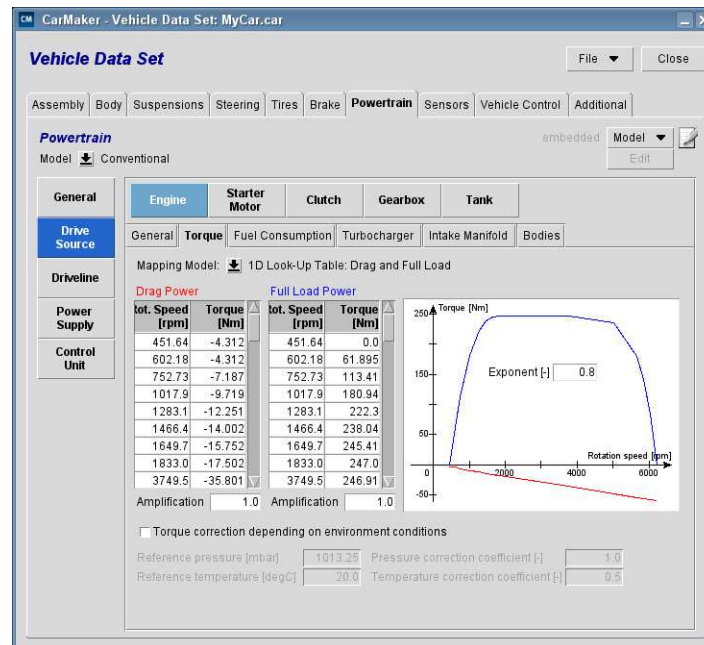 CM CarMaker - Vehicle Data Set: MyCar.car
Vehicle Data Set
File Close
Assembly Body Suspensions Steering Tires Brake Powertrain Sensors Vehicle Control Additional
Powertrain
embedded Model
Model Conventional
Edit
General
Drive
Source
Driveline
Power
Supply
Control
Unit
Engine Starter Motor Clutch Gearbox Tank
General Torque Fuel Consumption Turbocharger Intake Manifold Bodies
Mapping Model: 1D Look-Up Table: Drag and Full Load
Drag Power Full Load Power
Rot. Speed [rpm] Torque [Nm] Rot. Speed [rpm] Torque [Nm]
451.64 -4.312 451.64 0.0
602.18 -4.312 602.18 61.895
752.73 -7.187 752.73 113.41
1017.9 -9.719 1017.9 180.94
1283.1 -12.251 1283.1 222.3
1466.4 -14.002 1466.4 238.04
1649.7 -15.752 1649.7 245.41
1833.0 -17.502 1833.0 247.0
3749.5 -35.801 3749.5 246.91
Amplification 1.0 Amplification 1.0
Torque [Nm]
250
150
Exponent [-] 0.8
50
Rotation speed [rpm]
0 2000 4000 6000
-50
Torque correction depending on environment conditions
Reference pressure [mbar] 1013.25 Pressure correction coefficient [-] 1.0
Reference temperature [degC] 20.0 Temperature correction coefficient [-] 0.5